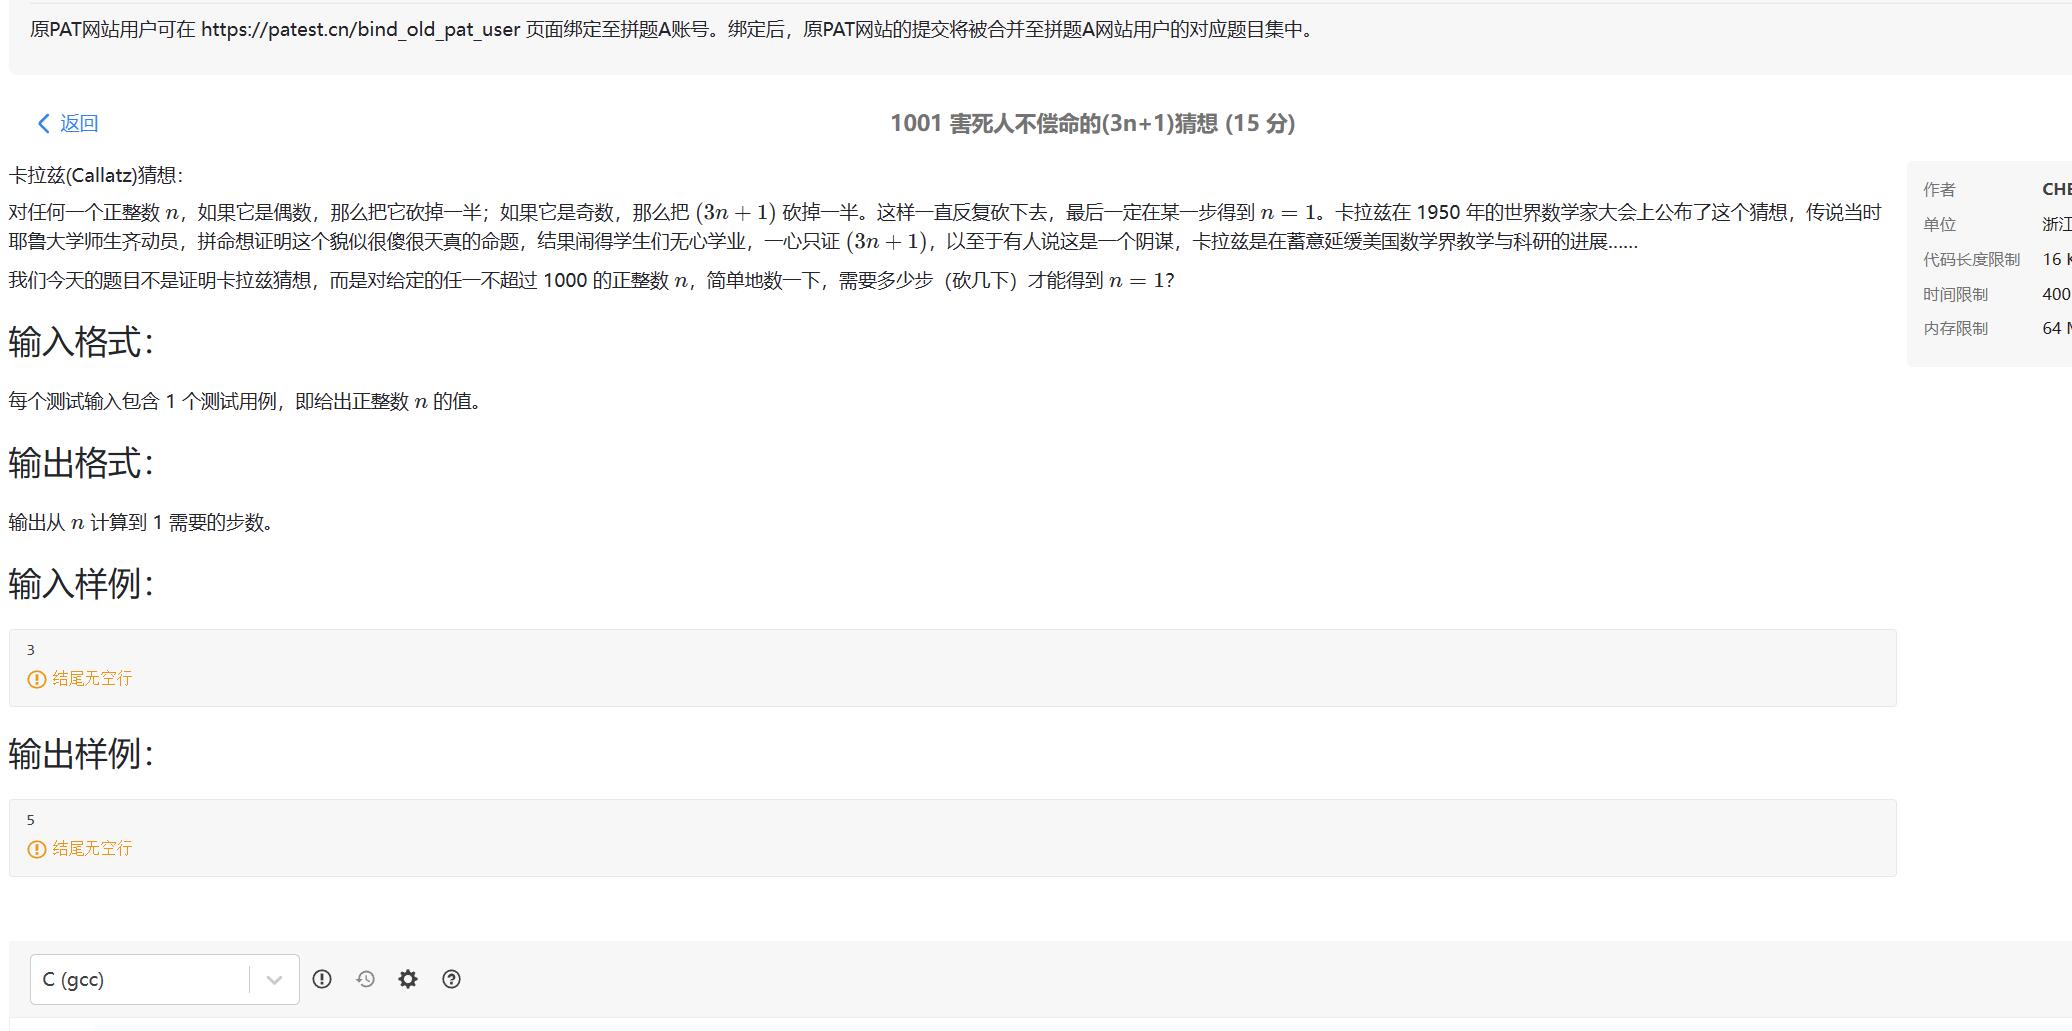 原PAT网站用户可在 https://patest.cn/bind_old_pat_user 页面绑定至拼题A账号。绑定后，原PAT网站的提交将被合并至拼题A网站用户的对应题目集中。
返回
1001 害死人不偿命的(3n+1)猜想 (15 分)
卡拉兹(Callatz)猜想：
对任何一个正整数 n，如果它是偶数，那么把它砍掉一半；如果它是奇数，那么把 (3n + 1) 砍掉一半。这样一直反复砍下去，最后一定在某一步得到 n = 1。卡拉兹在 1950 年的世界数学家大会上公布了这个猜想，传说当时
耶鲁大学师生齐动员，拼命想证明这个貌似很傻很天真的命题，结果闹得学生们无心学业，一心只证 (3n + 1)，以至于有人说这是一个阴谋，卡拉兹是在蓄意延缓美国数学界教学与科研的进展……
我们今天的题目不是证明卡拉兹猜想，而是对给定的任一不超过 1000 的正整数 n，简单地数一下，需要多少步（砍几下）才能得到 n = 1？
作者 CHE
单位 浙江
代码长度限制 16 K
时间限制 400
内存限制 64 M
输入格式：
每个测试输入包含 1 个测试用例，即给出正整数 n 的值。
输出格式：
输出从 n 计算到 1 需要的步数。
输入样例：
3
结尾无空行
输出样例：
5
结尾无空行
C (gcc)